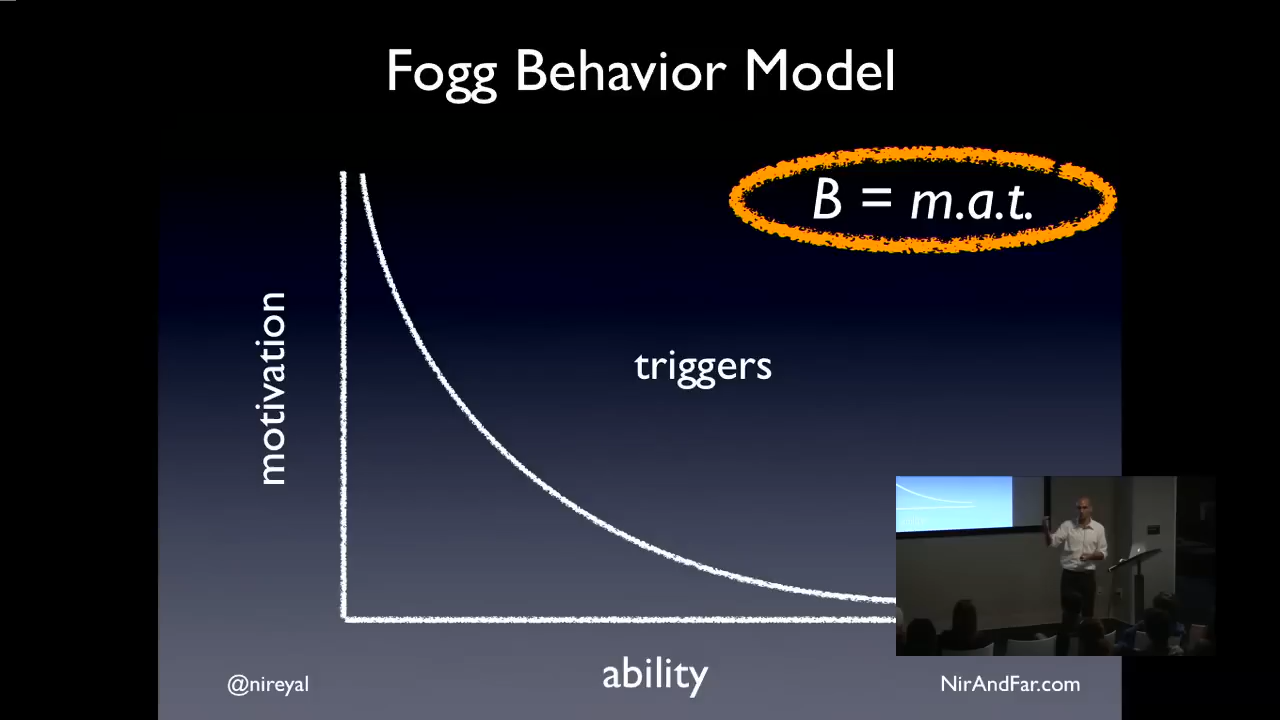 Fogg Behavior Model
B = m.a.t.
motivation
triggers
ability
@nireyal
NirAndFar.com